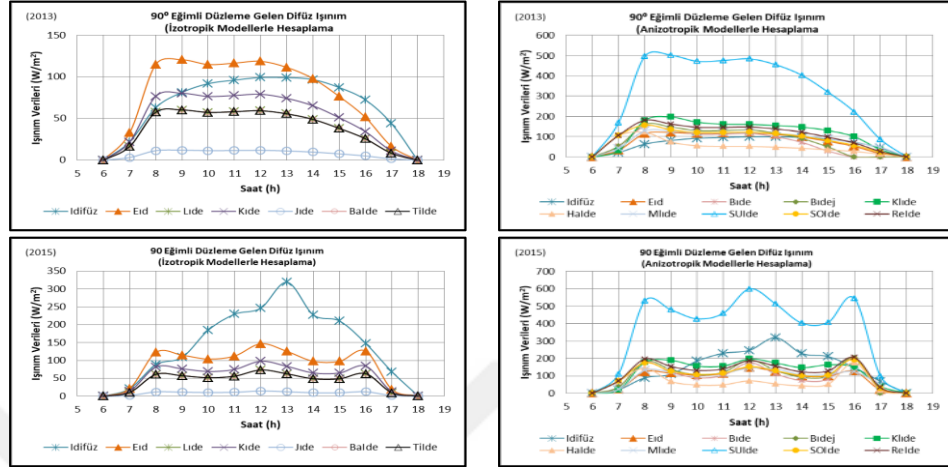 (2013)
90⁰ Eğimli Düzleme Gelen Difüz Işınım
(İzotropik Modellerle Hesaplama
Işınım Verileri (W/m²)
150
100
50
0
5 6 7 8 9 10 11 12 13 14 15 16 17 18 19
Saat (h)
Idifüz Eıd Lıde Kıde Jıde Balde Tilde
(2013)
90⁰ Eğimli Düzleme Gelen Difüz Işınım
(Anizotropik Modellerle Hesaplama
Işınım Verileri (W/m²)
600
500
400
300
200
100
0
5 6 7 8 9 10 11 12 13 14 15 16 17 18 19
Saat (h)
Idifüz Eıd Bıde Bıdej Klıde
Halde Mlıde SUIde SOIde Relde
(2015)
90 Eğimli Düzleme Gelen Difüz Işınım
(İzotropik Modellerle Hesaplama)
Işınım Verileri (W/m²)
350
300
250
200
150
100
50
0
5 6 7 8 9 10 11 12 13 14 15 16 17 18 19
Saat (h)
Idifüz Eıd Lıde Kıde Jıde Balde Tilde
(2015)
90 Eğimli Düzleme Gelen Difüz Işınım
(Anizotropik Modellerle Hesaplama)
Işınım Verileri (W/m²)
700
600
500
400
300
200
100
0
5 6 7 8 9 10 11 12 13 14 15 16 17 18 19
Saat (h)
Idifüz Eıd Bıde Bıdej Klıde
Halde Mlıde SUIde SOIde Relde